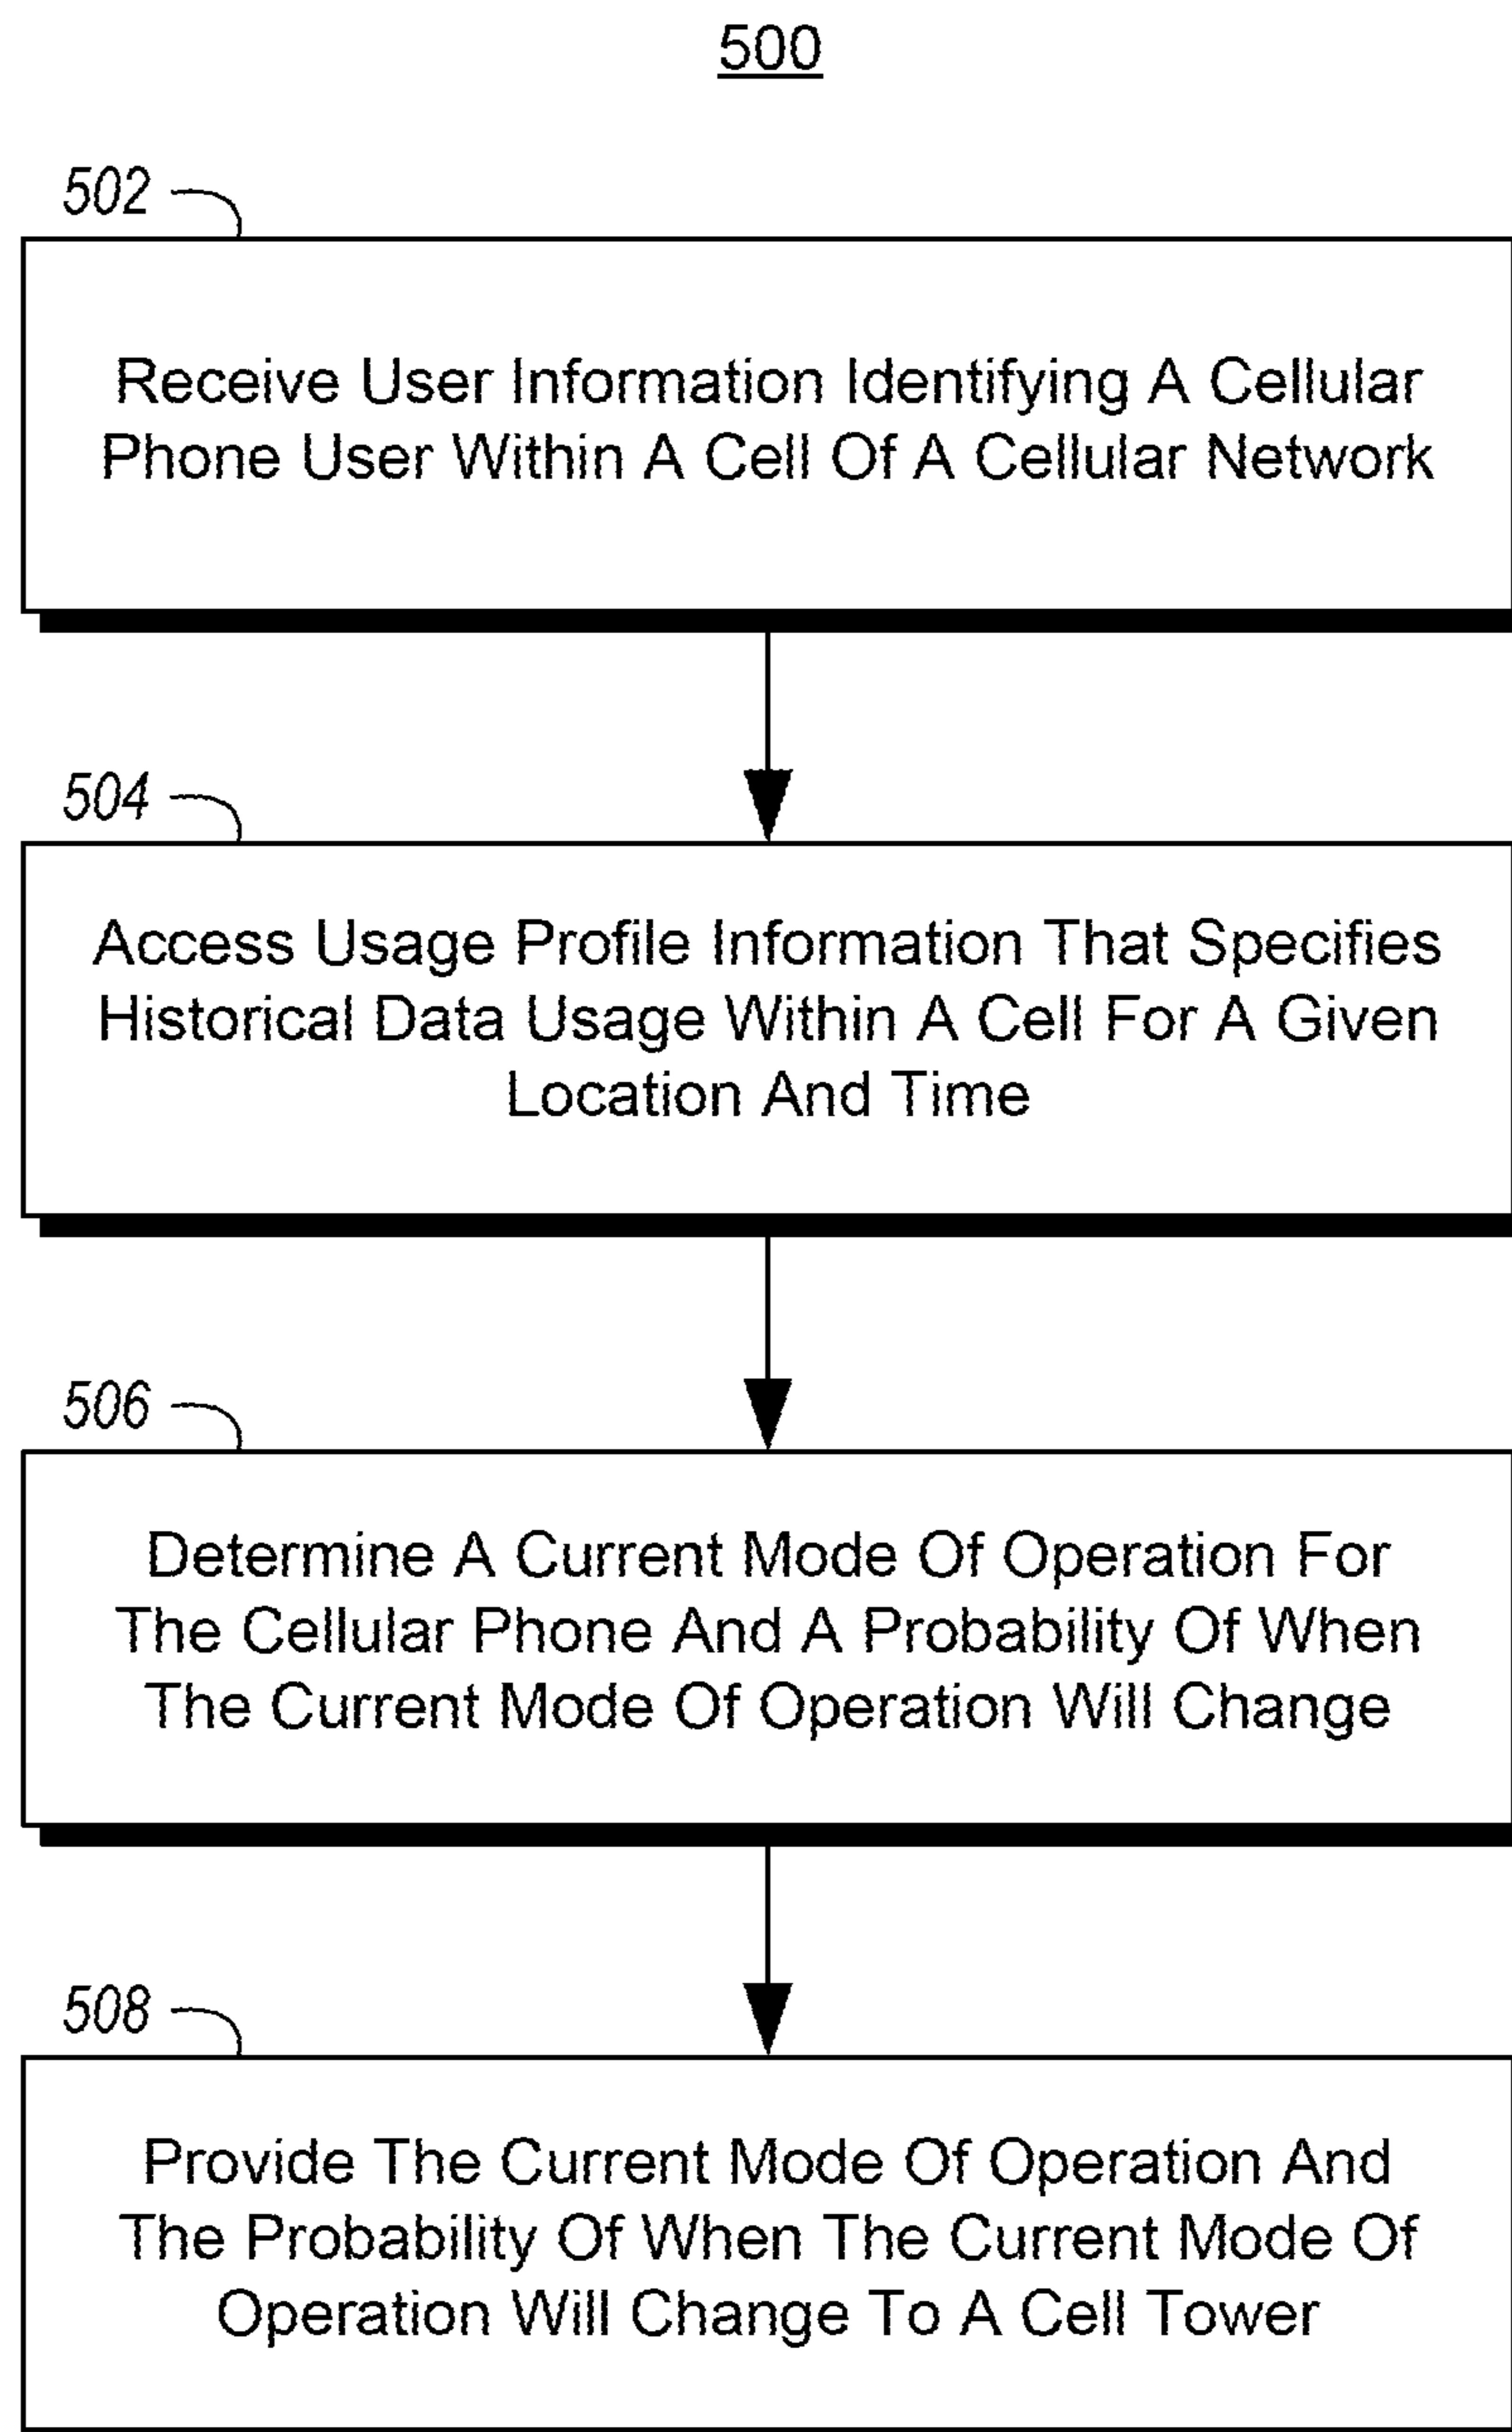 500
502
Receive User Information Identifying A Cellular
Phone User Within A Cell Of A Cellular Network
504
Access Usage Profile Information That Specifies
Historical Data Usage Within A Cell For A Given
Location And Time
506
Determine A Current Mode Of Operation For
The Cellular Phone And A Probability Of When
The Current Mode Of Operation Will Change
508
Provide The Current Mode Of Operation And
The Probability Of When The Current Mode Of
Operation Will Change To A Cell Tower